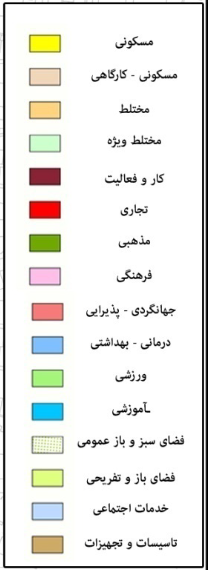 مسکونی
مسکونی - کارگاهی
مختلط
مختلط ویژه
کار و فعالیت
تجاری
مذهبی
فرهنگی
جهانگردی - پذیرایی
درمانی - بهداشتی
ورزشی
آموزشی
فضای سبز و باز عمومی
فضای باز و تفریحی
خدمات اجتماعی
تاسیسات و تجهیزات